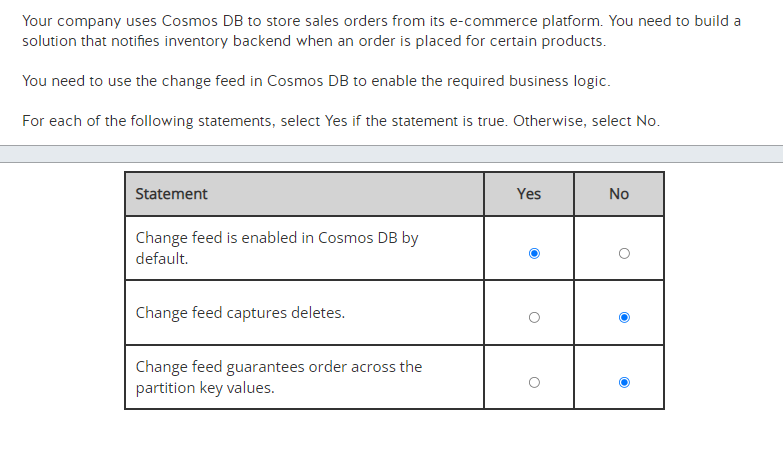 Your company uses Cosmos DB to store sales orders from its e-commerce platform. You need to build a
solution that notifies inventory backend when an order is placed for certain products.
You need to use the change feed in Cosmos DB to enable the required business logic.
For each of the following statements, select Yes if the statement is true. Otherwise, select No.
Statement Yes No
Change feed is enabled in Cosmos DB by
default.
Change feed captures deletes.
Change feed guarantees order across the
partition key values.